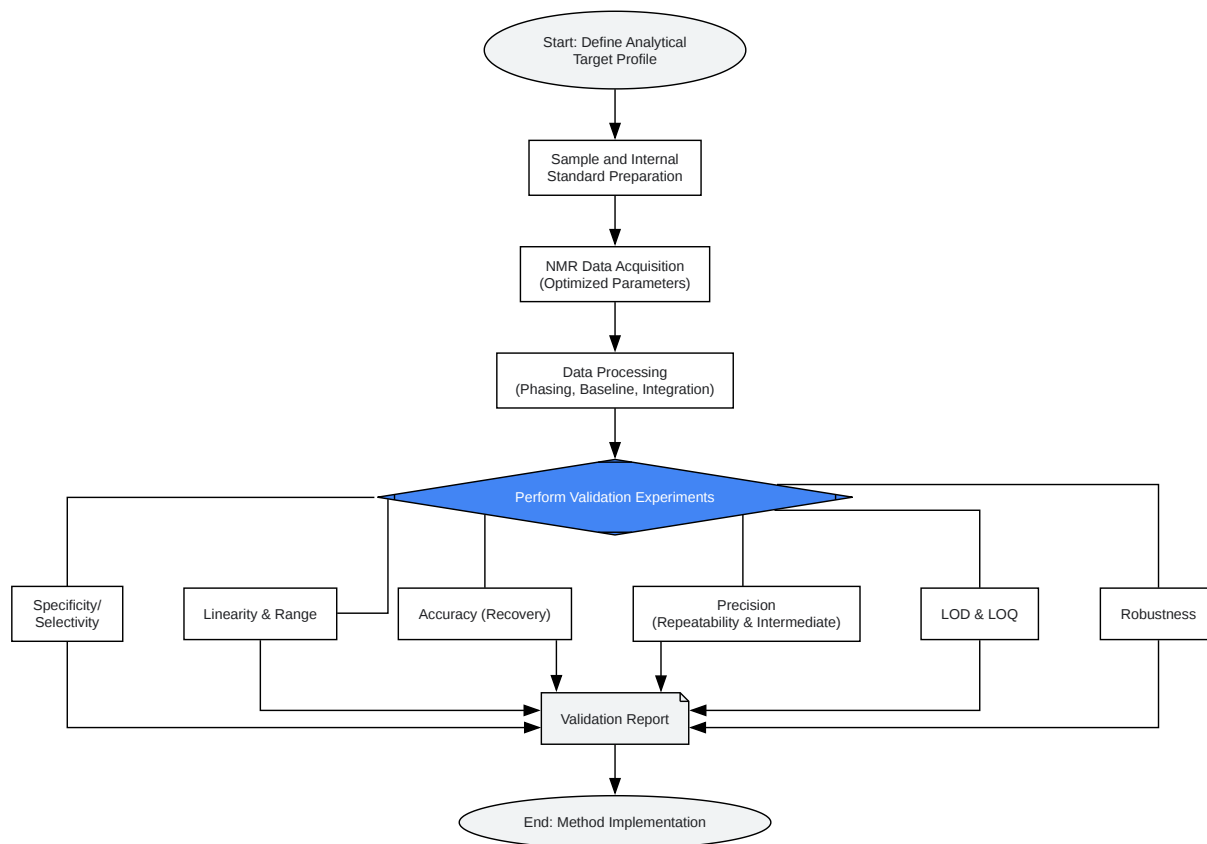 Start: Define Analytical
Target Profile
Sample and Internal
Standard Preparation
NMR Data Acquisition
(Optimized Parameters)
Data Processing
(Phasing, Baseline, Integration)
Perform Validation Experiments
Specificity/
Selectivity
Linearity & Range
Accuracy (Recovery)
Precision
(Repeatability & Intermediate)
LOD & LOQ
Robustness
Validation Report
End: Method Implementation